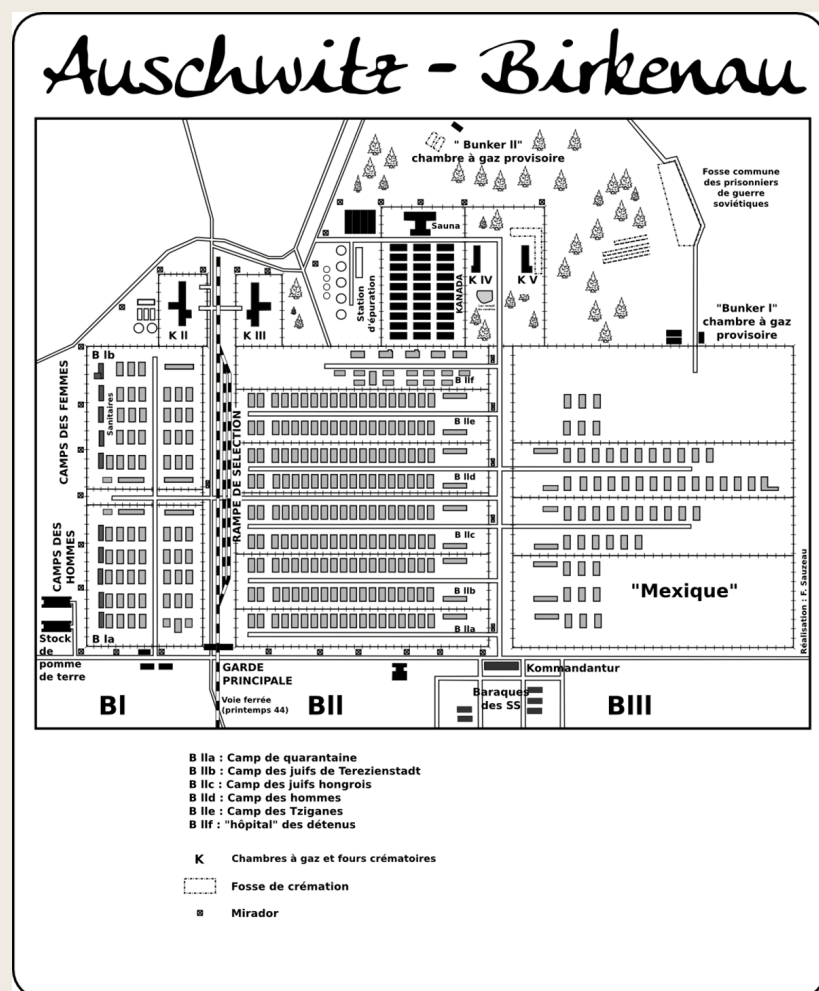 Auschwitz - Birkenau
" Bunker II"
chambre à gaz provisoire
Fosse commune
des prisonniers
de guerre
soviétiques
Sauna
Station
d'épuration
KANADA
K IV
K V
K II
K III
"Bunker I"
chambre à gaz
provisoire
B Ib
CAMPS DES FEMMES
Sanitaires
RAMPE DE SELECTION
B IIf
B IIe
B IId
B IIc
B IIb
B IIa
CAMPS DES
HOMMES
B Ia
"Mexique"
Réalisation : F. Sauzeau
Stock
de
pomme
de terre
GARDE
PRINCIPALE
Voie ferrée
(printemps 44)
Kommandantur
Baraques
des SS
BI
BII
BIII
B IIa : Camp de quarantaine
B IIb : Camp des juifs de Terezienstadt
B IIc : Camp des juifs hongrois
B IId : Camp des hommes
B IIe : Camp des Tziganes
B IIf : "hôpital" des détenus
K Chambres à gaz et fours crématoires
Fosse de crémation
Mirador